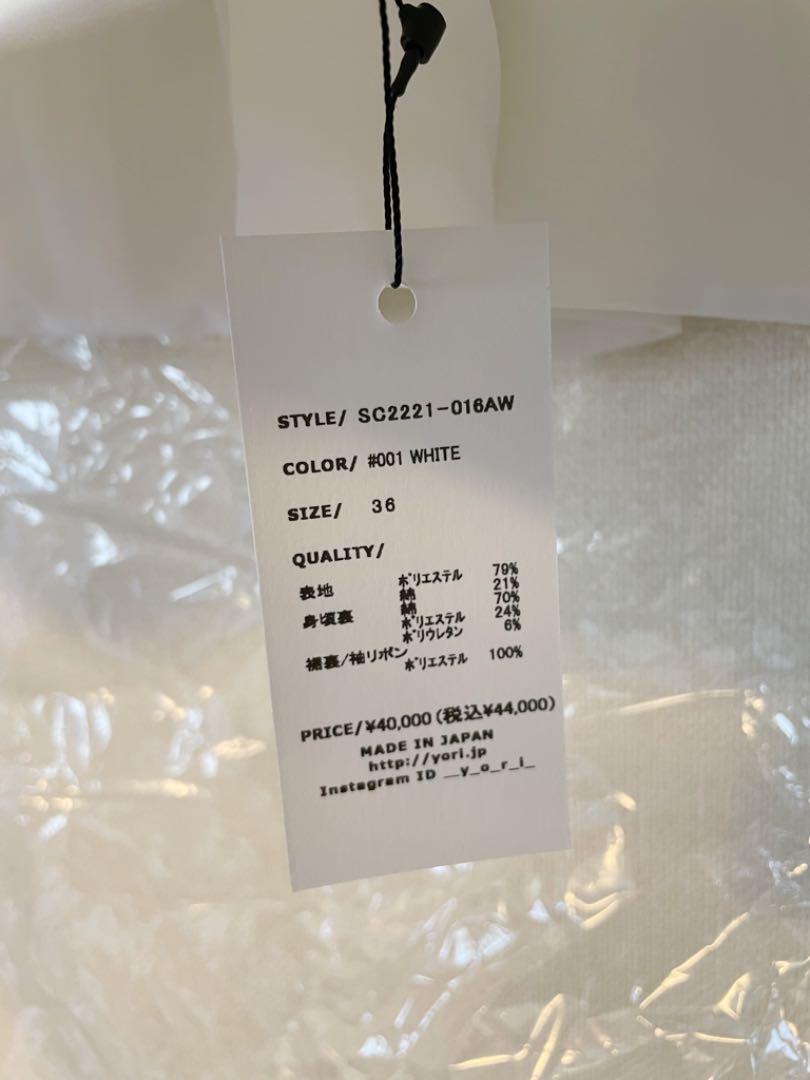 STYLE/ SC2221-016AW
COLOR/ #001 WHITE
SIZE/ 36
QUALITY/
表地 ポリエステル 79%
綿 21%
身頃裏 綿 70%
ポリエステル 24%
ポリウレタン 6%
裾裏/袖リボン ポリエステル 100%
PRICE/¥40,000(税込¥44,000)
MADE IN JAPAN
http://yori.jp
Instagram ID __y_o_r_i_